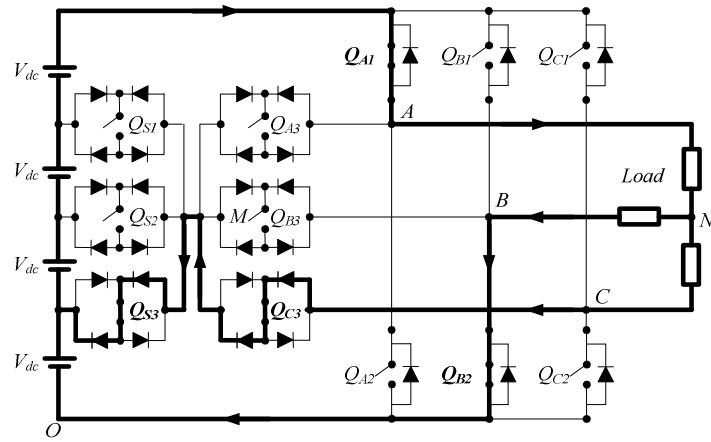 Q_A1 Q_B1 Q_C1
V_dc
Q_S1 Q_A3 A
V_dc Load
Q_S2 M Q_B3 B N
V_dc
Q_S3 Q_C3 C
V_dc Q_A2 Q_B2 Q_C2
O